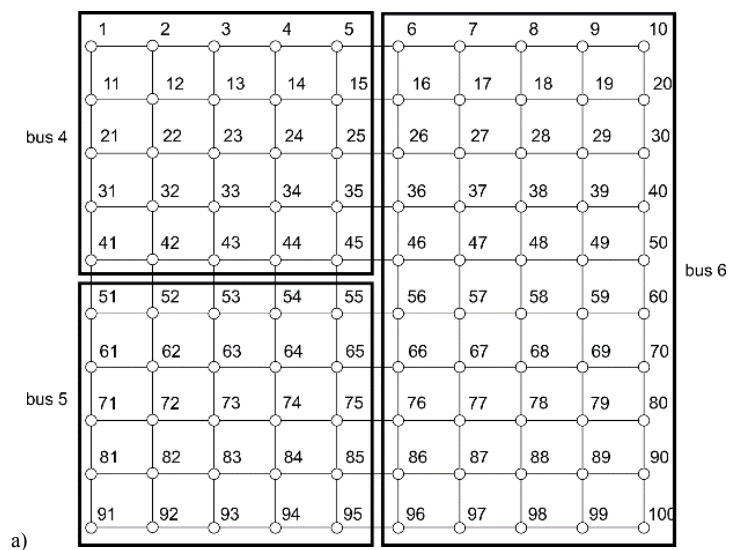 1 2 3 4 5 6 7 8 9 10
11 12 13 14 15 16 17 18 19 20
bus 4
21 22 23 24 25 26 27 28 29 30
31 32 33 34 35 36 37 38 39 40
41 42 43 44 45 46 47 48 49 50
bus 6
51 52 53 54 55 56 57 58 59 60
61 62 63 64 65 66 67 68 69 70
bus 5
71 72 73 74 75 76 77 78 79 80
81 82 83 84 85 86 87 88 89 90
91 92 93 94 95 96 97 98 99 100
a)